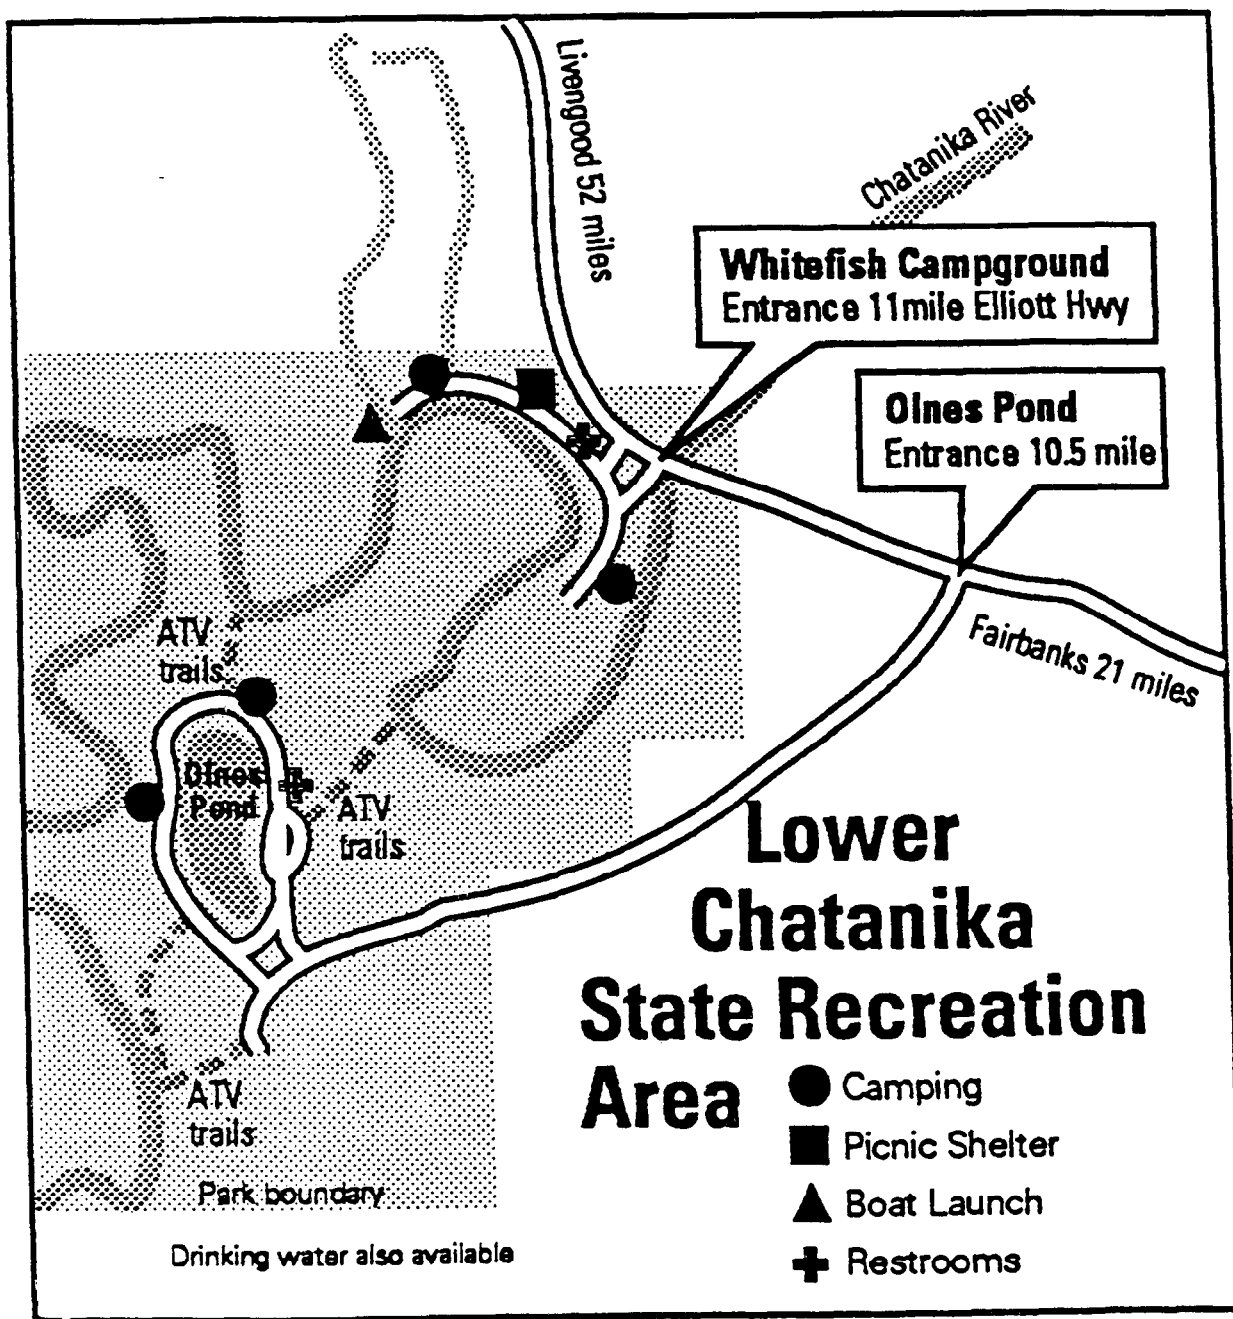 Livengood 52 miles
Chatanika River
Whitefish Campground
Entrance 11mile Elliott Hwy
Olnes Pond
Entrance 10.5 mile
Fairbanks 21 miles
ATV
trails
Olnes
Pond
ATV
trails
Lower
Chatanika
State Recreation
Area
Camping
Picnic Shelter
Boat Launch
Restrooms
ATV
trails
Park boundary
Drinking water also available